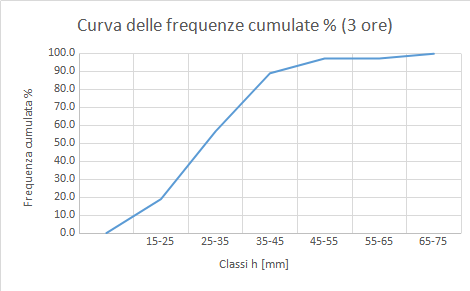 Curva delle frequenze cumulate % (3 ore)
100.0
90.0
80.0
70.0
60.0
50.0
40.0
30.0
20.0
10.0
0.0
Frequenza cumulata %
15-25 25-35 35-45 45-55 55-65 65-75
Classi h [mm]